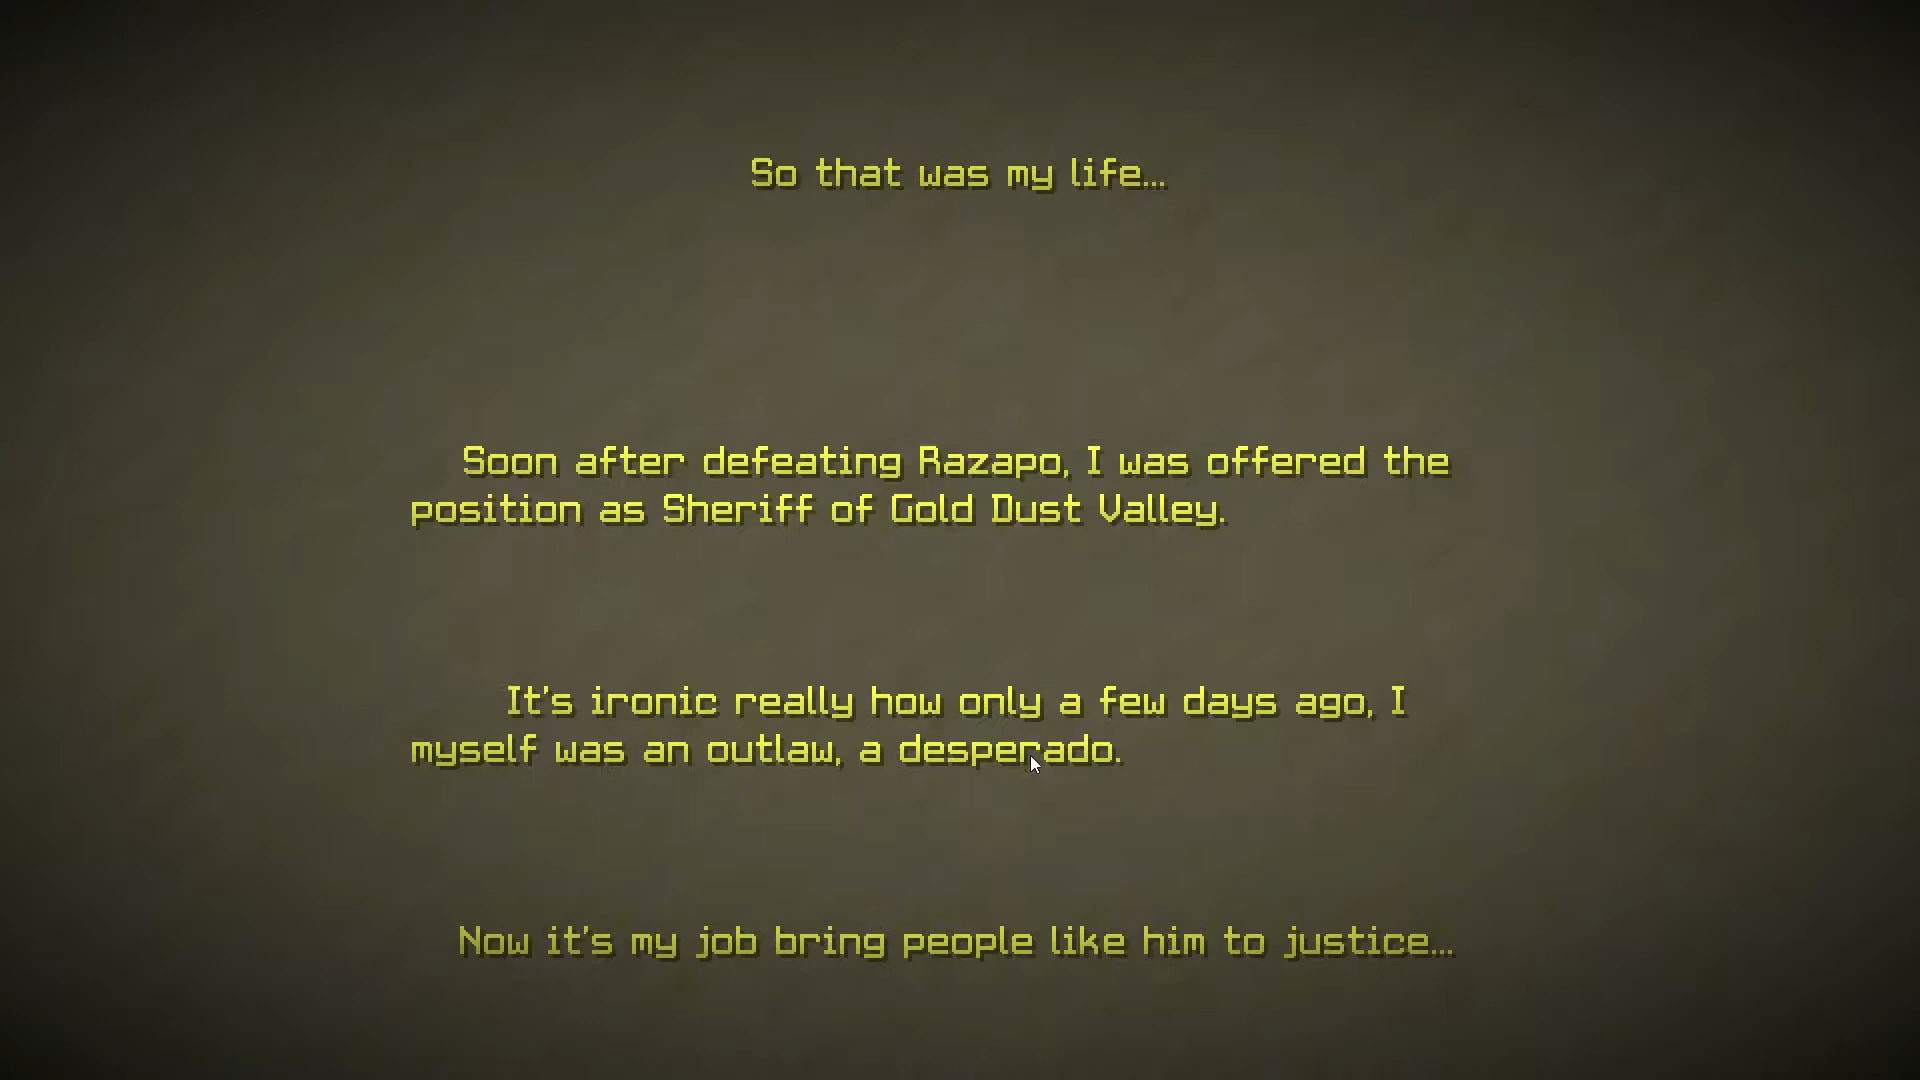 So that was my life...
Soon after defeating Razapo, I was offered the
position as Sheriff of Gold Dust Valley.
It's ironic really how only a few days ago, I
myself was an outlaw, a desperado.
Now it's my job bring people like him to justice...